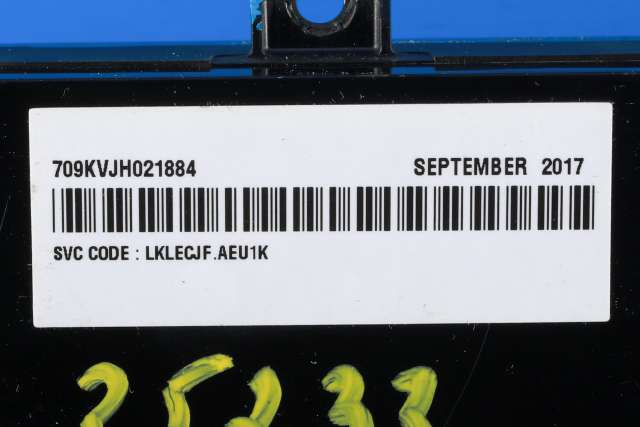 709KVJH021884 SEPTEMBER 2017
SVC CODE : LKLECJF.AEU1K